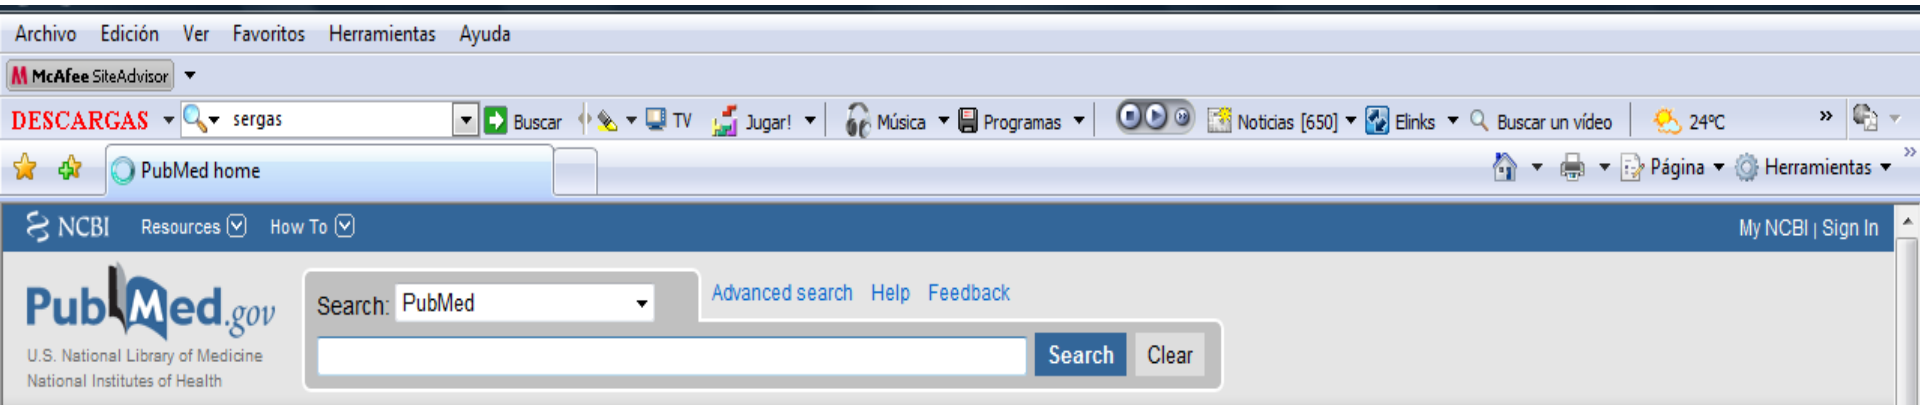 Archivo Edición Ver Favoritos Herramientas Ayuda
McAfee SiteAdvisor
DESCARGAS sergas Buscar TV Jugar! Música Programas Noticias [650] Elinks Buscar un vídeo 24ºC »
PubMed home Página Herramientas »
NCBI Resources How To My NCBI | Sign In
PubMed.gov
U.S. National Library of Medicine
National Institutes of Health
Search: PubMed Advanced search Help Feedback
Search Clear